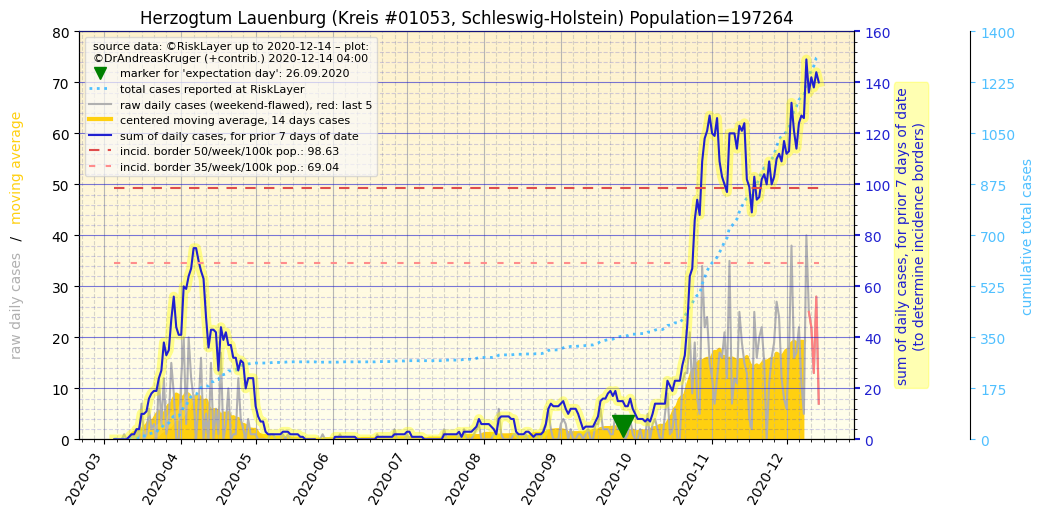 Herzogtum Lauenburg (Kreis #01053, Schleswig-Holstein) Population=197264
source data: ©RiskLayer up to 2020-12-14 – plot:
©DrAndreasKruger (+contrib.) 2020-12-14 04:00
marker for 'expectation day': 26.09.2020
total cases reported at RiskLayer
raw daily cases (weekend-flawed), red: last 5
centered moving average, 14 days cases
sum of daily cases, for prior 7 days of date
incid. border 50/week/100k pop.: 98.63
incid. border 35/week/100k pop.: 69.04
raw daily cases / moving average
80
70
60
50
40
30
20
10
0
160
140
120
100
80
60
40
20
0
sum of daily cases, for prior 7 days of date
(to determine incidence borders)
1400
1225
1050
875
700
525
350
175
0
cumulative total cases
2020-03
2020-04
2020-05
2020-06
2020-07
2020-08
2020-09
2020-10
2020-11
2020-12